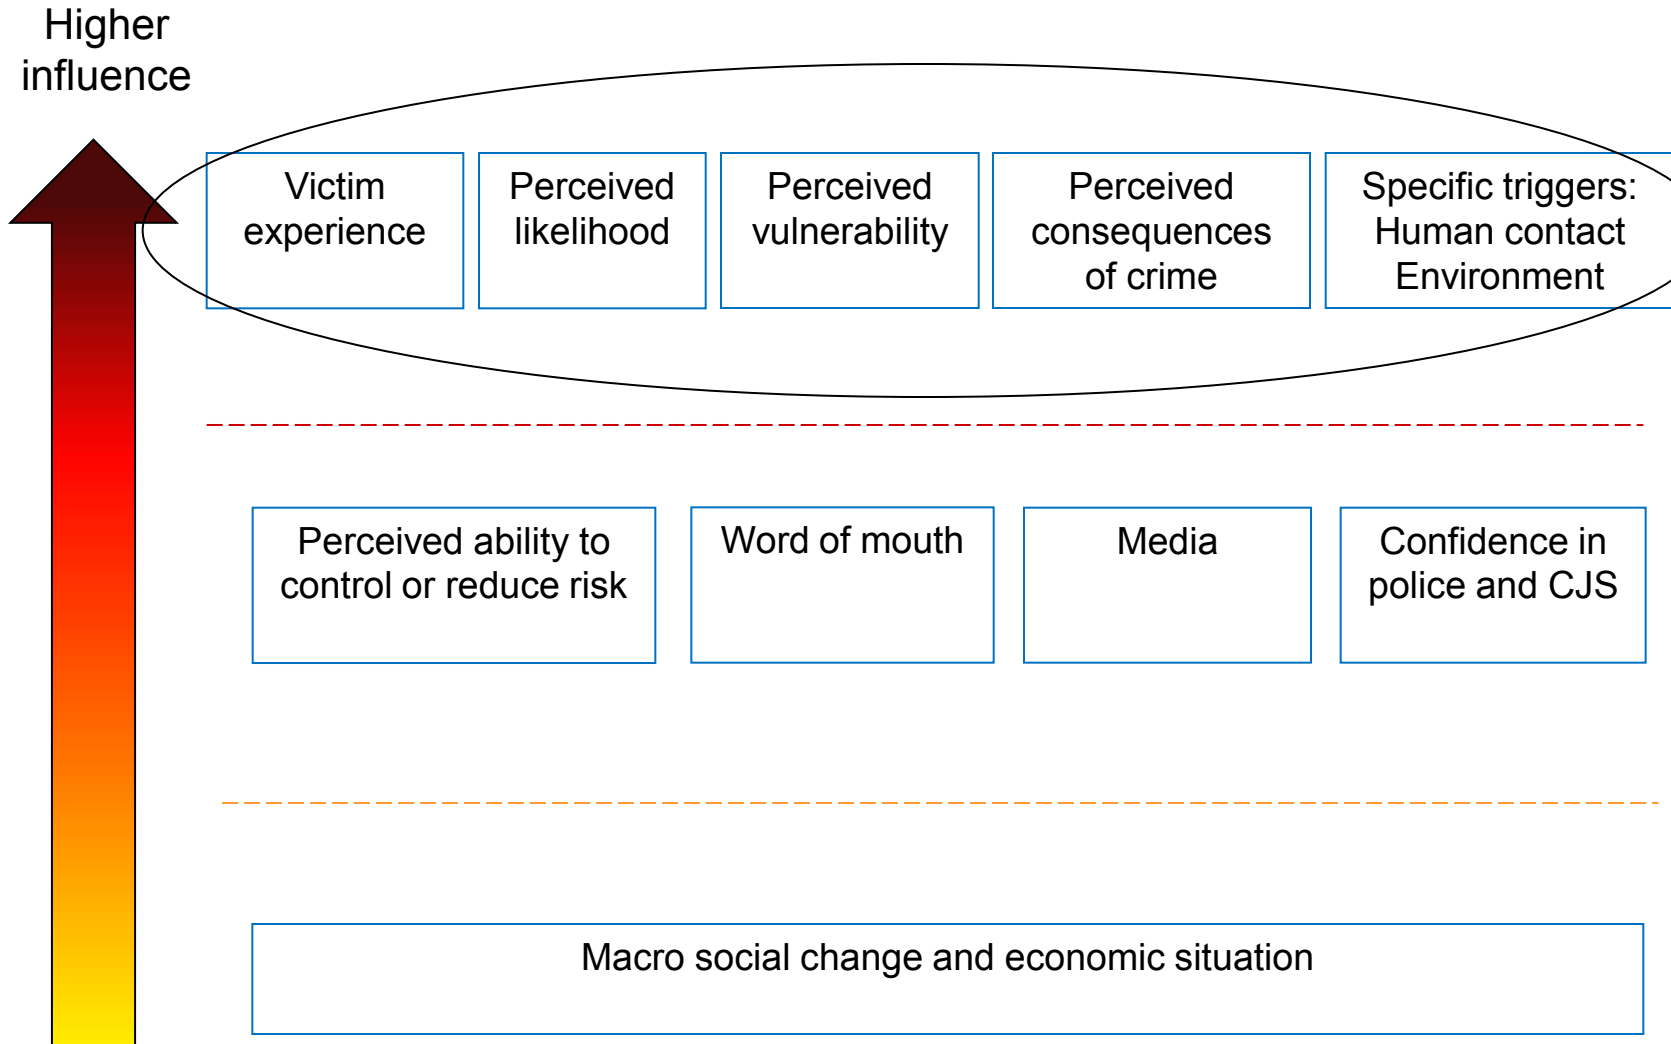 Higher
influence
Victim
experience
Perceived
likelihood
Perceived
vulnerability
Perceived
consequences
of crime
Specific triggers:
Human contact
Environment
Perceived ability to
control or reduce risk
Word of mouth
Media
Confidence in
police and CJS
Macro social change and economic situation